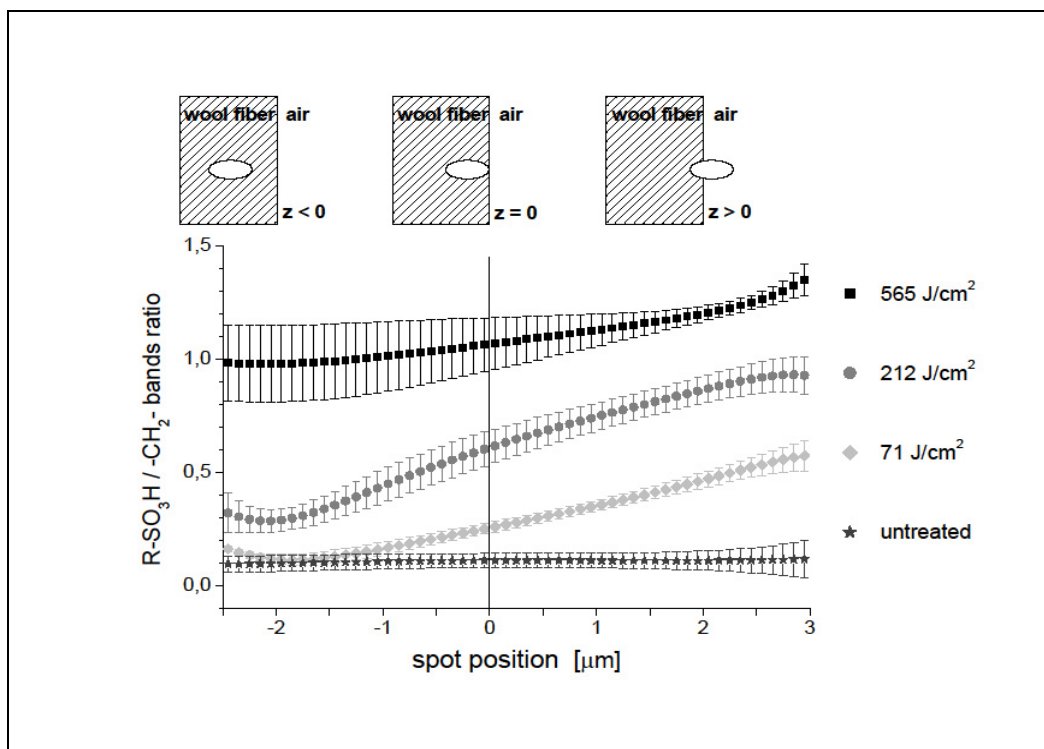 wool fiber air wool fiber air wool fiber air
z < 0 z = 0 z > 0
1,5
1,0
0,5
0,0
R-SO3H / -CH2- bands ratio
-2 -1 0 1 2 3
spot position [μm]
565 J/cm2
212 J/cm2
71 J/cm2
untreated